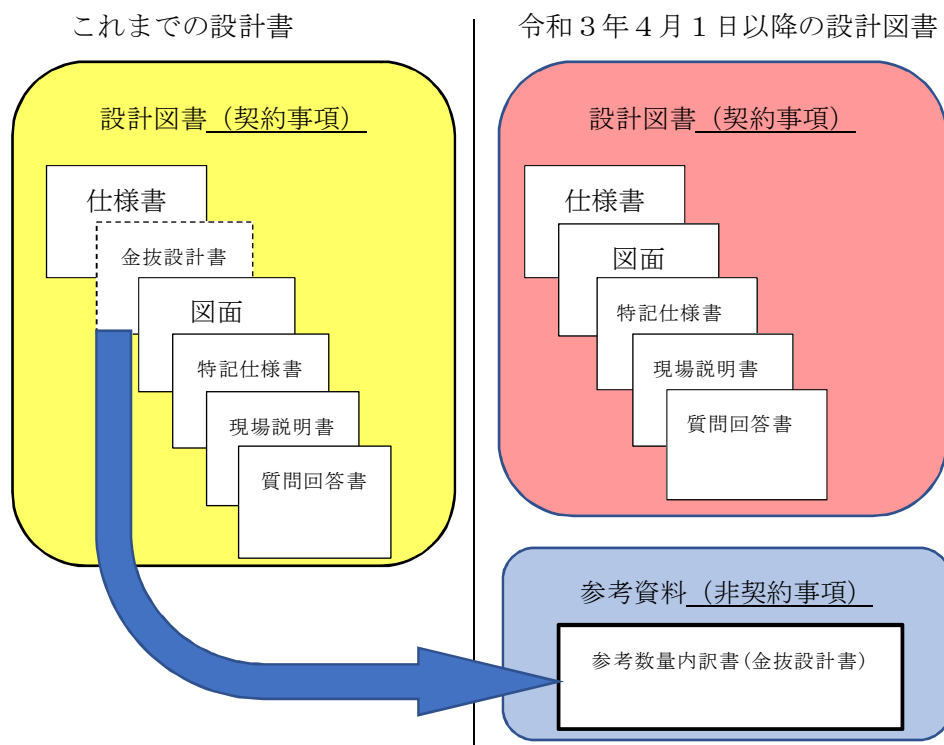 これまでの設計書
設計図書（契約事項）
仕様書
金抜設計書
図面
特記仕様書
現場説明書
質問回答書
令和３年４月１日以降の設計図書
設計図書（契約事項）
仕様書
図面
特記仕様書
現場説明書
質問回答書
参考資料（非契約事項）
参考数量内訳書(金抜設計書)